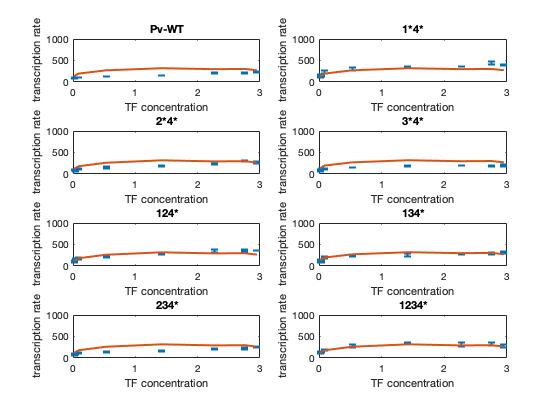 Pv-WT
transcription rate
1000
500
0
0 1 2 3
TF concentration
1*4*
transcription rate
1000
500
0
0 1 2 3
TF concentration
2*4*
transcription rate
1000
500
0
0 1 2 3
TF concentration
3*4*
transcription rate
1000
500
0
0 1 2 3
TF concentration
124*
transcription rate
1000
500
0
0 1 2 3
TF concentration
134*
transcription rate
1000
500
0
0 1 2 3
TF concentration
234*
transcription rate
1000
500
0
0 1 2 3
TF concentration
1234*
transcription rate
1000
500
0
0 1 2 3
TF concentration